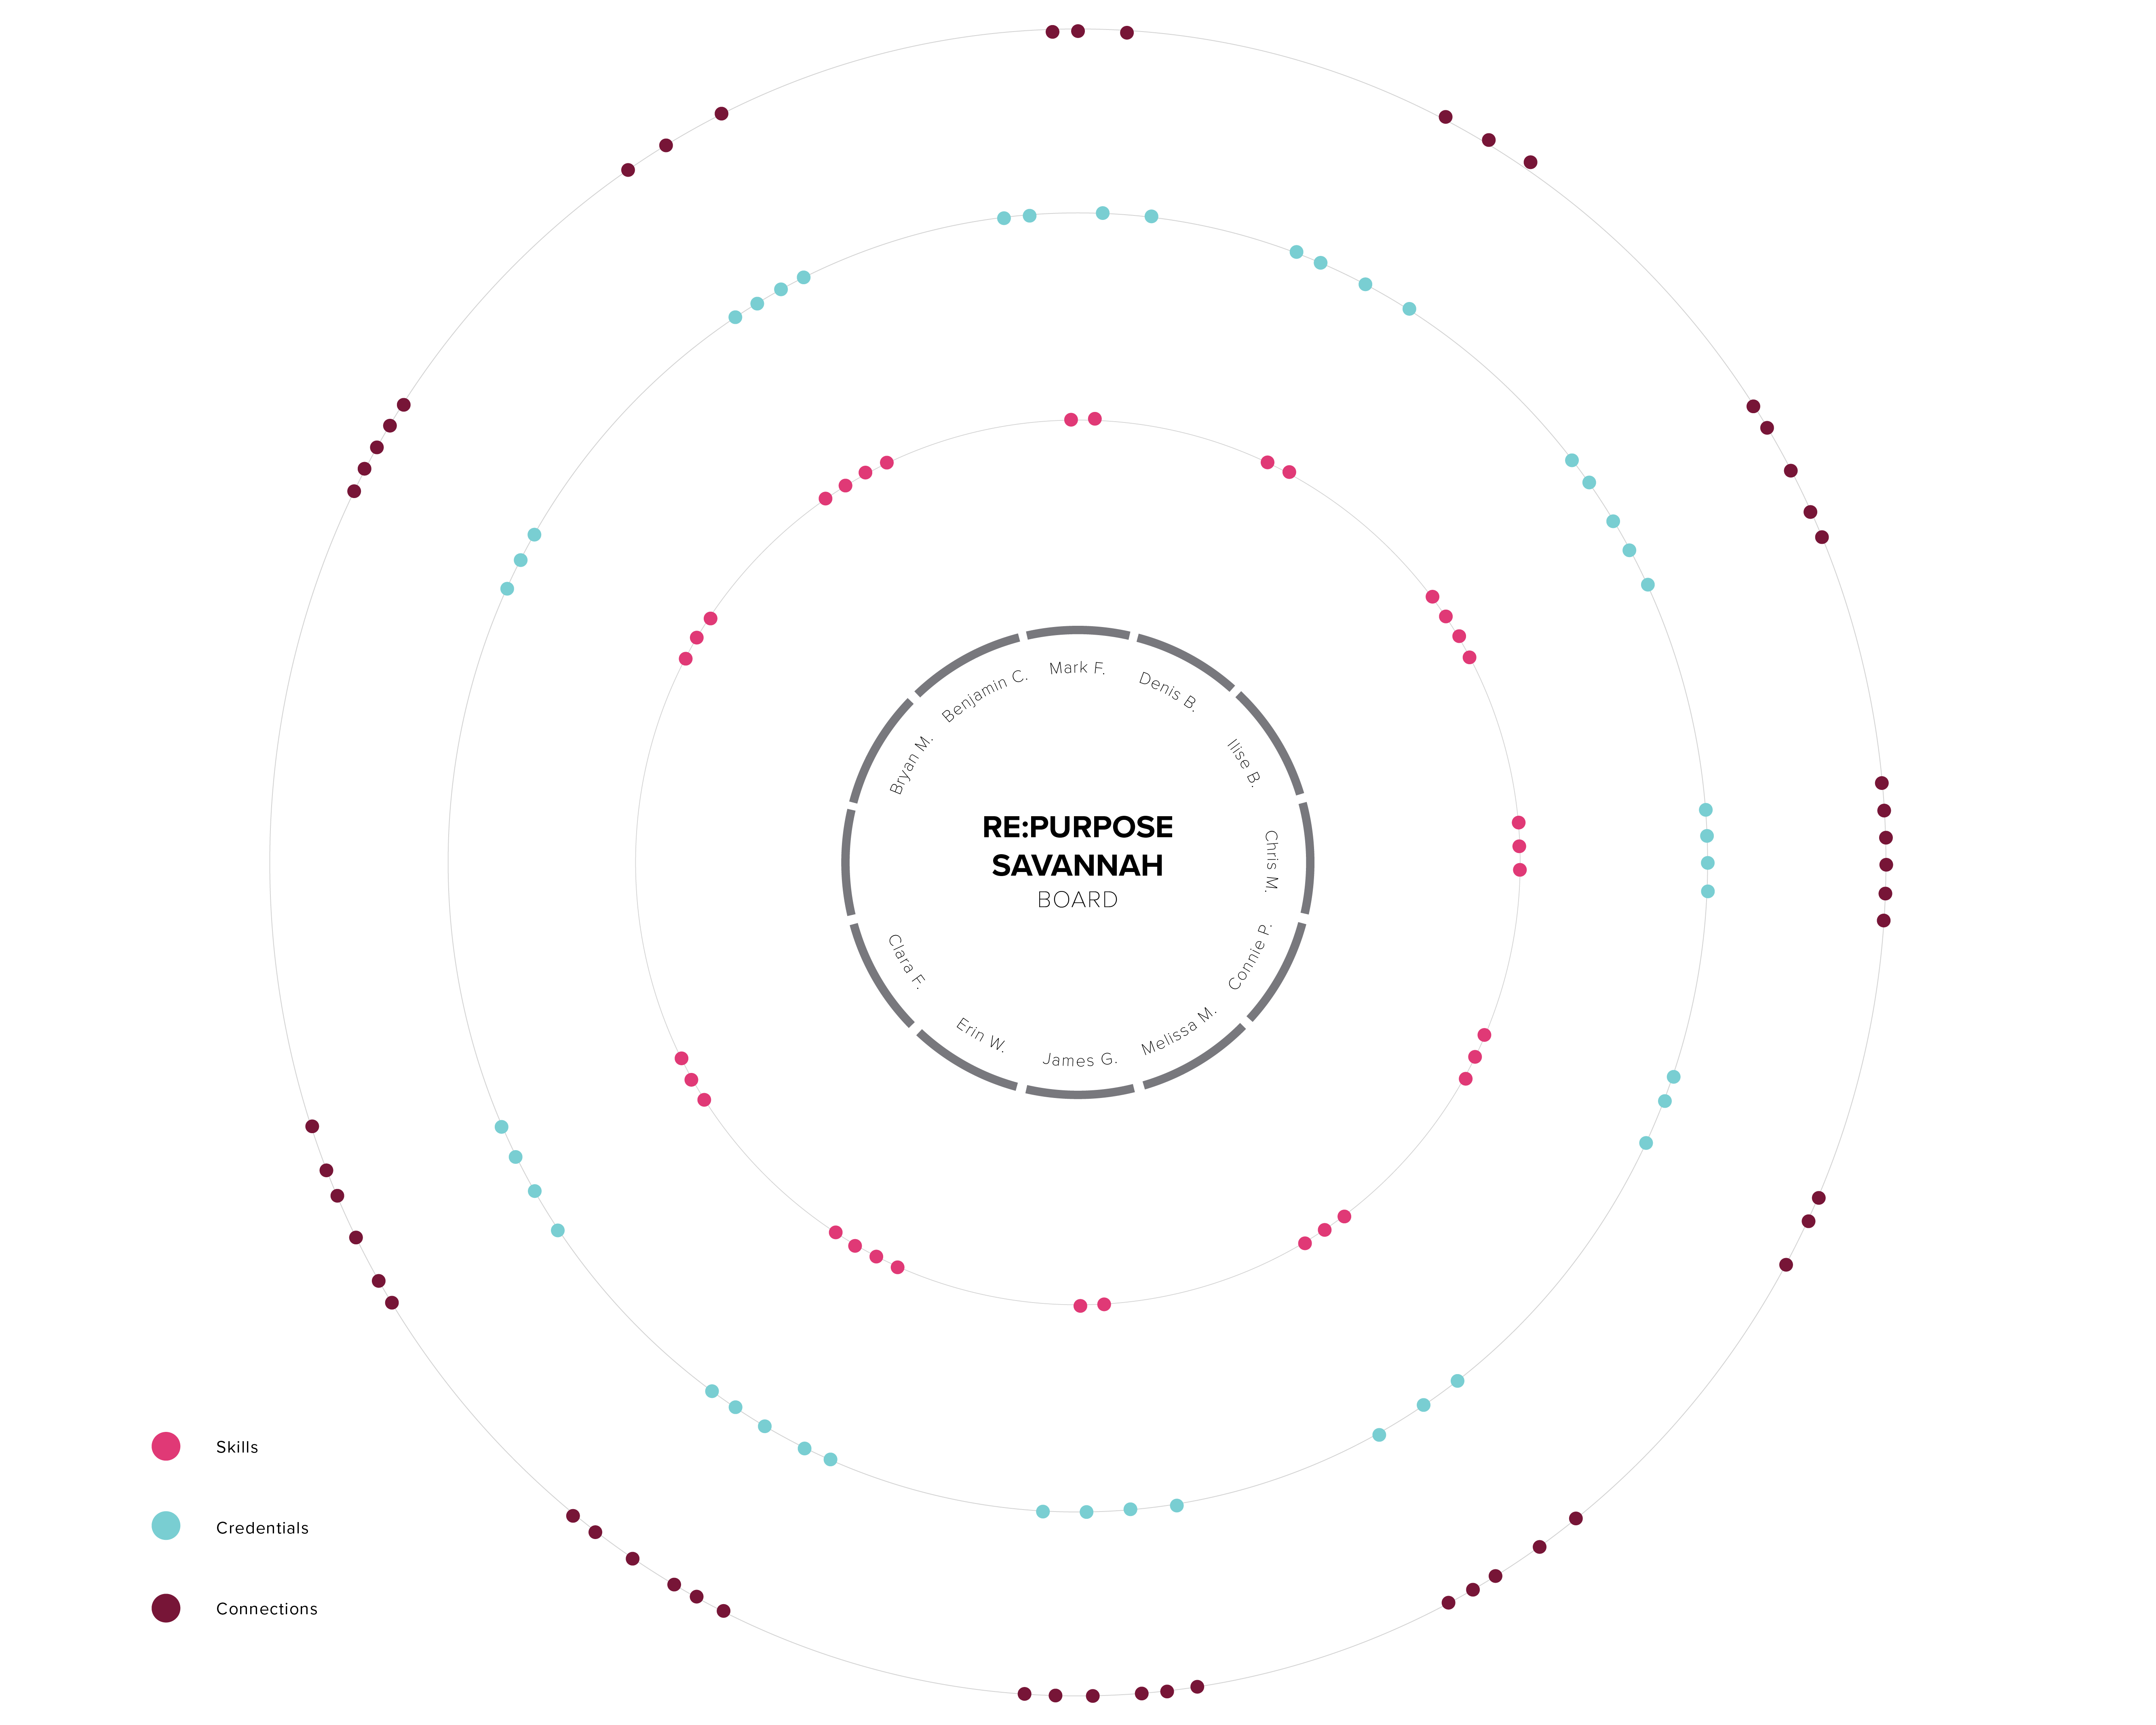 Mark F.
Denis B.
Ilise B.
Chris M.
Connie P.
Melissa M.
James G.
Erin W.
Clara F.
Bryan M.
Benjamin C.
RE:PURPOSE
SAVANNAH
BOARD
Skills
Credentials
Connections